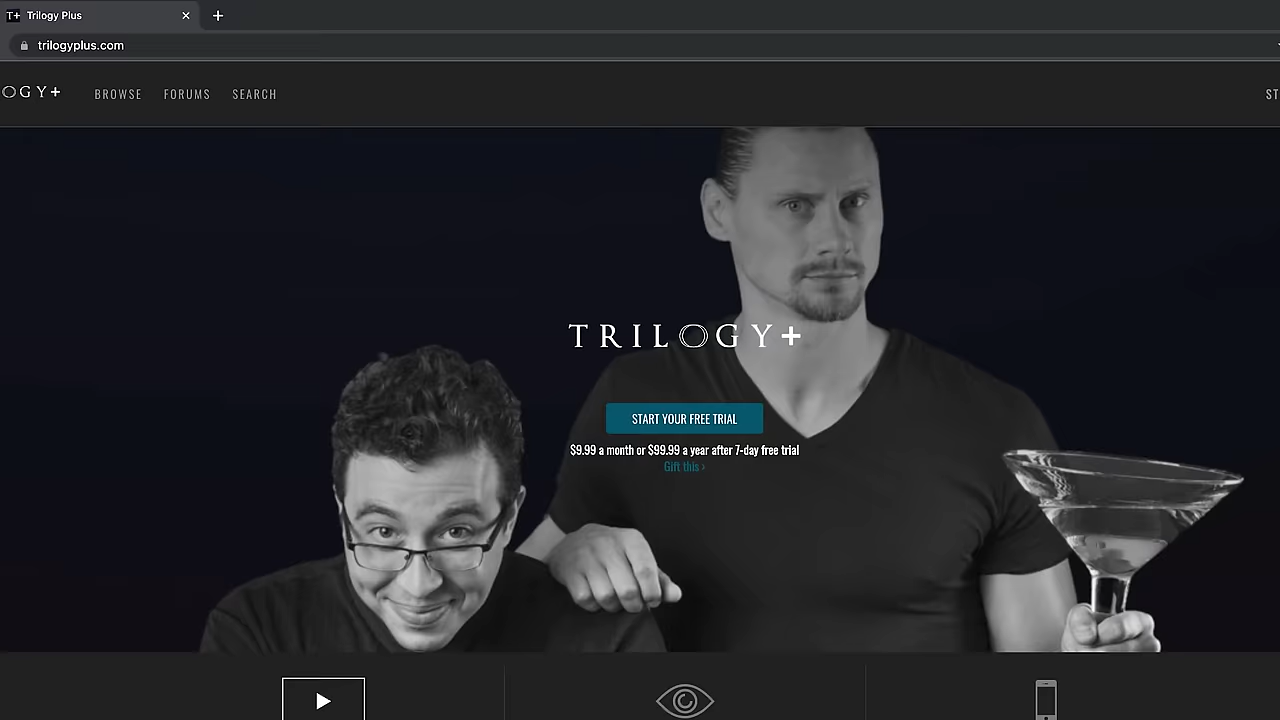 T+ Trilogy Plus
trilogyplus.com
OGY+ BROWSE FORUMS SEARCH ST
TRILOGY+
START YOUR FREE TRIAL
$9.99 a month or $99.99 a year after 7-day free trial
Gift this ›